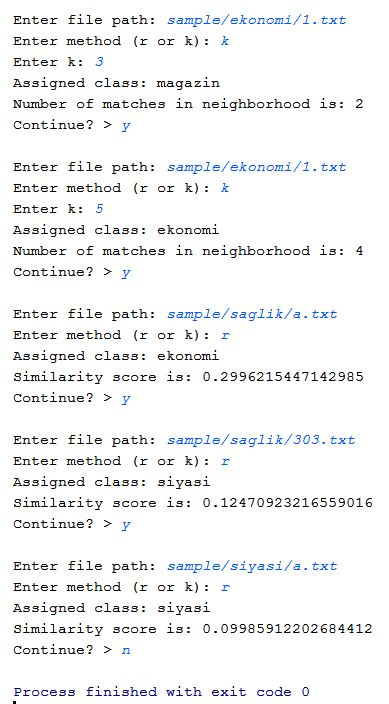 Enter file path: sample/ekonomi/1.txt
Enter method (r or k): k
Enter k: 3
Assigned class: magazin
Number of matches in neighborhood is: 2
Continue? > y
Enter file path: sample/ekonomi/1.txt
Enter method (r or k): k
Enter k: 5
Assigned class: ekonomi
Number of matches in neighborhood is: 4
Continue? > y
Enter file path: sample/saglik/a.txt
Enter method (r or k): r
Assigned class: ekonomi
Similarity score is: 0.2996215447142985
Continue? > y
Enter file path: sample/saglik/303.txt
Enter method (r or k): r
Assigned class: siyasi
Similarity score is: 0.12470923216559016
Continue? > y
Enter file path: sample/siyasi/a.txt
Enter method (r or k): r
Assigned class: siyasi
Similarity score is: 0.09985912202684412
Continue? > n
Process finished with exit code 0